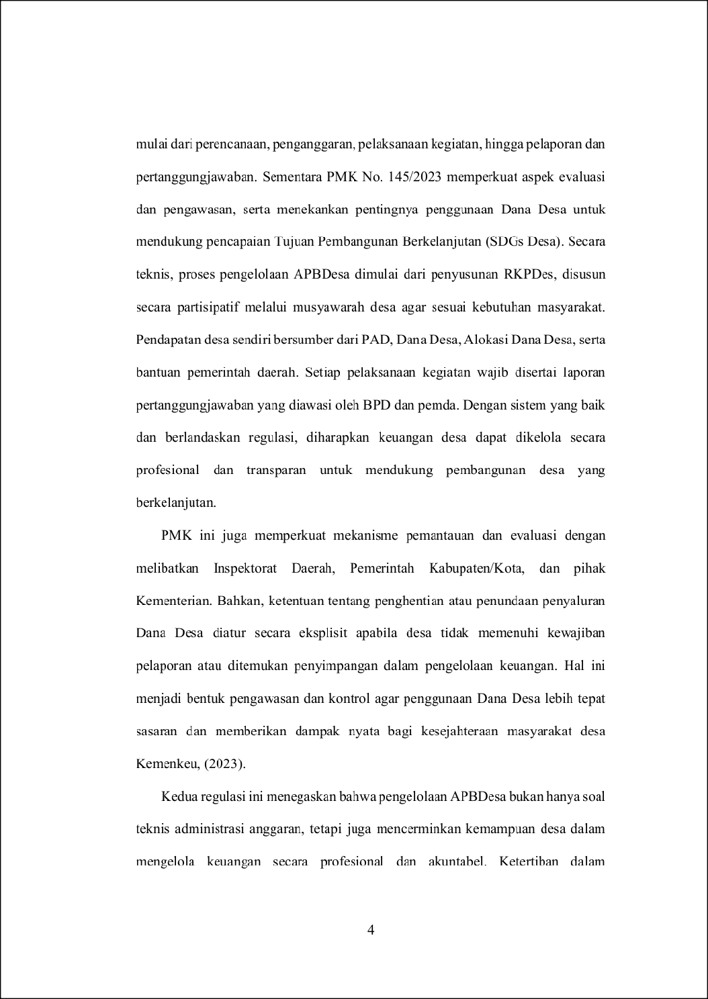 mulai dari perencanaan, penganggaran, pelaksanaan kegiatan, hingga pelaporan dan
pertanggungjawaban. Sementara PMK No. 145/2023 memperkuat aspek evaluasi
dan pengawasan, serta menekankan pentingnya penggunaan Dana Desa untuk
mendukung pencapaian Tujuan Pembangunan Berkelanjutan (SDGs Desa). Secara
teknis, proses pengelolaan APBDesa dimulai dari penyusunan RKPDes, disusun
secara partisipatif melalui musyawarah desa agar sesuai kebutuhan masyarakat.
Pendapatan desa sendiri bersumber dari PAD, Dana Desa, Alokasi Dana Desa, serta
bantuan pemerintah daerah. Setiap pelaksanaan kegiatan wajib disertai laporan
pertanggungjawaban yang diawasi oleh BPD dan pemda. Dengan sistem yang baik
dan berlandaskan regulasi, diharapkan keuangan desa dapat dikelola secara
profesional dan transparan untuk mendukung pembangunan desa yang
berkelanjutan.
PMK ini juga memperkuat mekanisme pemantauan dan evaluasi dengan
melibatkan Inspektorat Daerah, Pemerintah Kabupaten/Kota, dan pihak
Kementerian. Bahkan, ketentuan tentang penghentian atau penundaan penyaluran
Dana Desa diatur secara eksplisit apabila desa tidak memenuhi kewajiban
pelaporan atau ditemukan penyimpangan dalam pengelolaan keuangan. Hal ini
menjadi bentuk pengawasan dan kontrol agar penggunaan Dana Desa lebih tepat
sasaran dan memberikan dampak nyata bagi kesejahteraan masyarakat desa
Kemenkeu, (2023).
Kedua regulasi ini menegaskan bahwa pengelolaan APBDesa bukan hanya soal
teknis administrasi anggaran, tetapi juga mencerminkan kemampuan desa dalam
mengelola keuangan secara profesional dan akuntabel. Ketertiban dalam
4